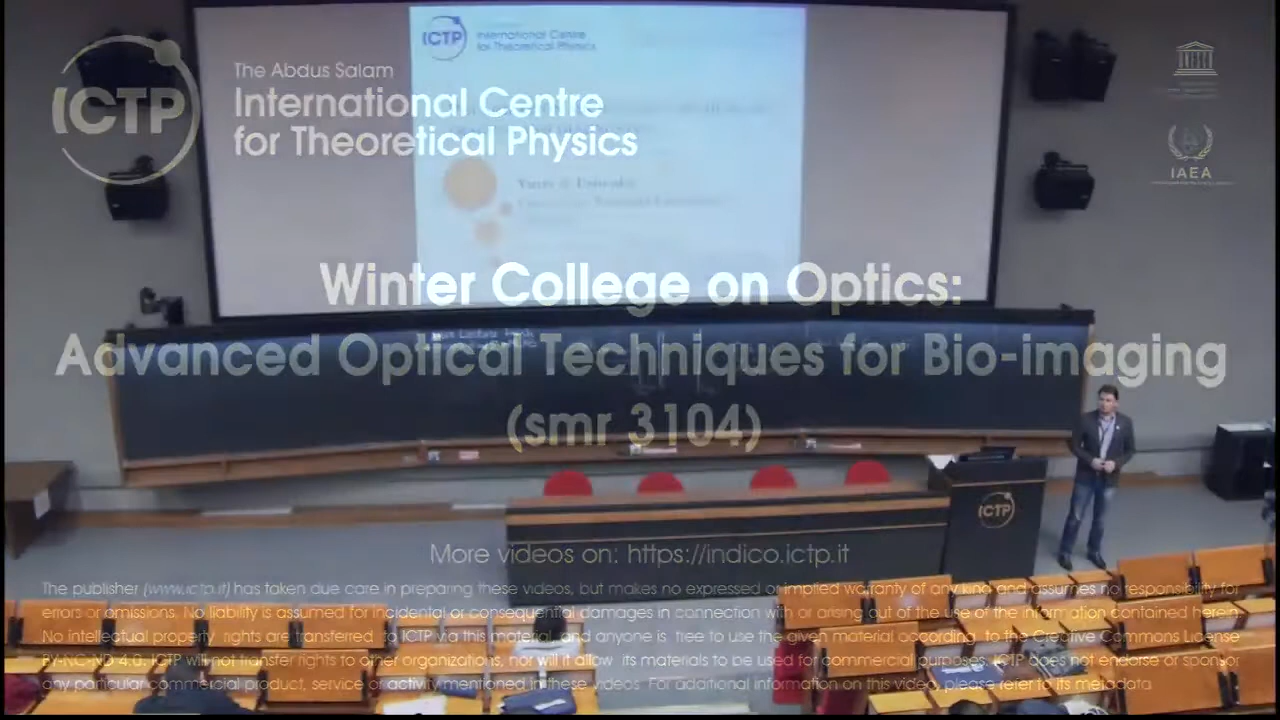 ICTP
The Abdus Salam
International Centre
for Theoretical Physics
ICTP
International Centre
for Theoretical Physics
IAEA
Winter College on Optics:
Advanced Optical Techniques for Bio-imaging
(smr 3104)
ICTP
More videos on: https://indico.ictp.it
The publisher (www.ictp.it) has taken due care in preparing these videos, but makes no expressed or implied warranty of any kind and assumes no responsibility for
errors or omissions. No liability is assumed for incidental or consequential damages in connection with or arising out of the use of the information contained herein.
No intellectual property rights are transferred to ICTP via this material, and anyone is free to use the given material according to the Creative Commons License
BY-NC-ND 4.0. ICTP will not transfer rights to other organizations, nor will it allow its materials to be used for commercial purposes. ICTP does not endorse or sponsor
any particular commercial product, service or activity mentioned in these videos. For additional information on this video, please refer to its metadata.